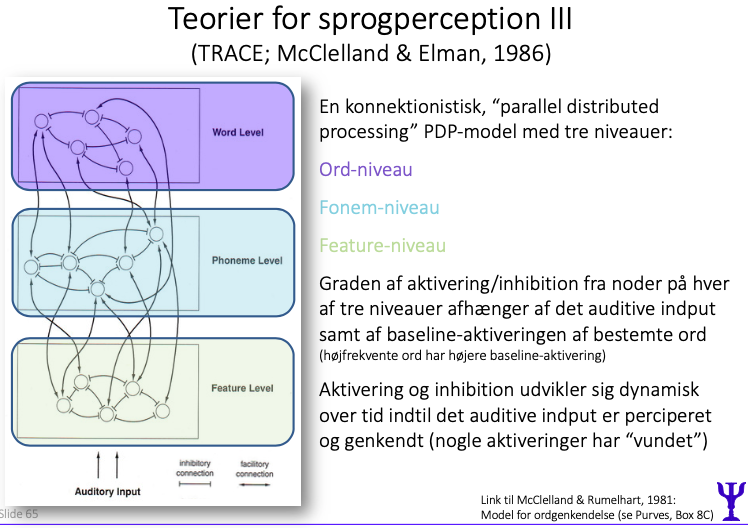 Teorier for sprogperception III
(TRACE; McClelland & Elman, 1986)
Word Level
Phoneme Level
Feature Level
inhibitory
connection
facilitory
connection
Auditory Input
En konnektionistisk, “parallel distributed
processing” PDP-model med tre niveauer:
Ord-niveau
Fonem-niveau
Feature-niveau
Graden af aktivering/inhibition fra noder på hver
af tre niveauer afhænger af det auditive indput
samt af baseline-aktiveringen af bestemte ord
(højfrekvente ord har højere baseline-aktivering)
Aktivering og inhibition udvikler sig dynamisk
over tid indtil det auditive indput er perciperet
og genkendt (nogle aktiveringer har “vundet”)
Link til McClelland & Rumelhart, 1981:
Model for ordgenkendelse (se Purves, Box 8C)
Slide 65